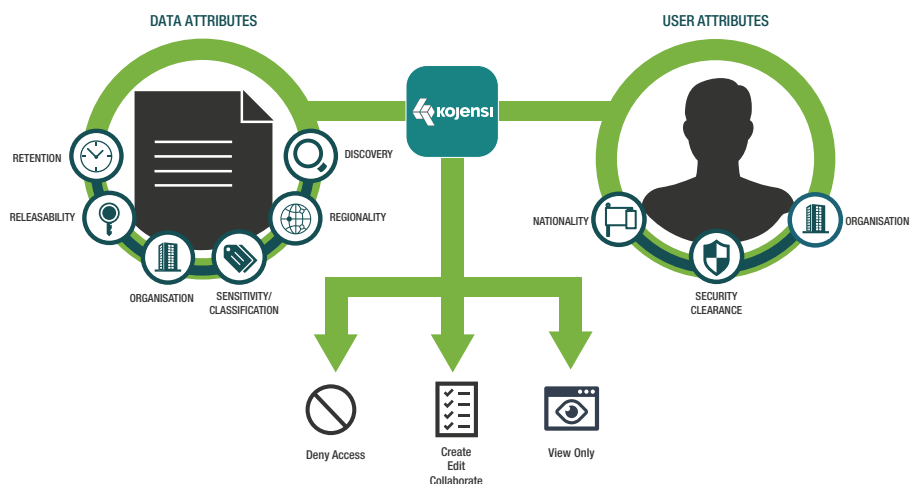 DATA ATTRIBUTES
USER ATTRIBUTES
KOJENSI
RETENTION
DISCOVERY
RELEASABILITY
REGIONALITY
NATIONALITY
ORGANISATION
ORGANISATION
SENSITIVITY/
CLASSIFICATION
SECURITY
CLEARANCE
Deny Access
Create
Edit
Collaborate
View Only